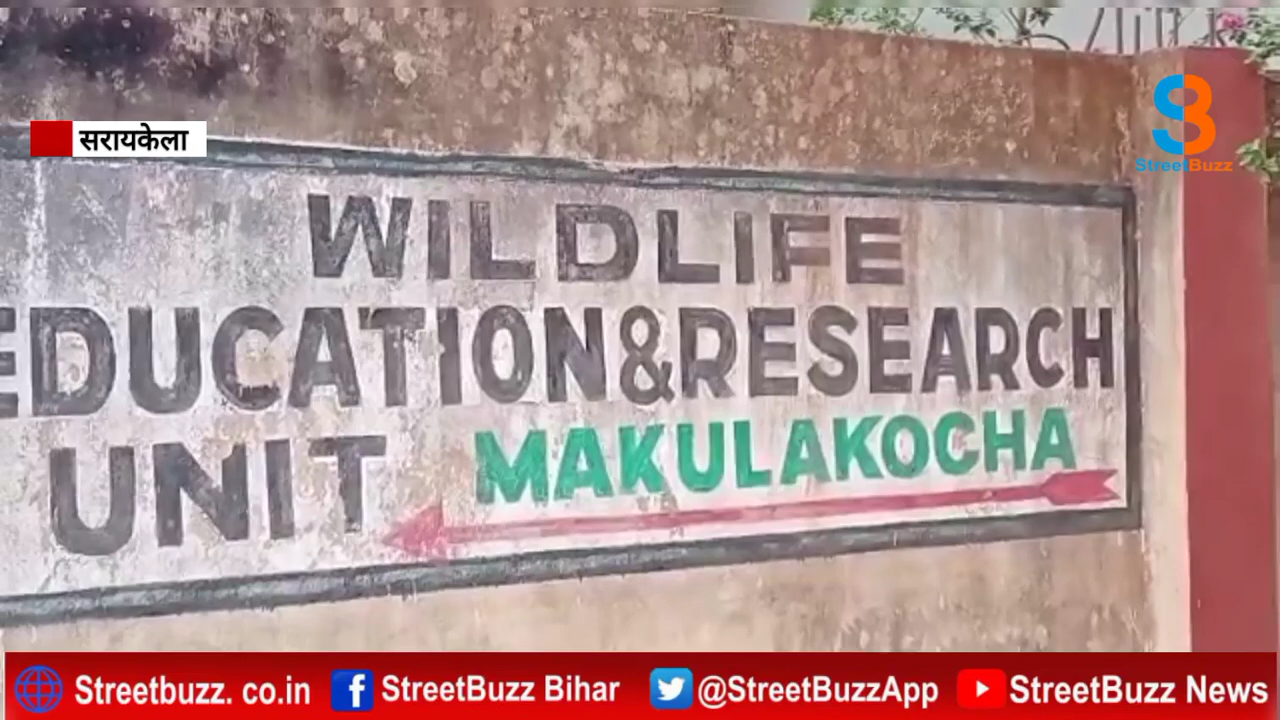 सरायकेला
StreetBuzz
WILDLIFE
EDUCATION&RESEARCH
UNIT MAKULAKOCHA
Streetbuzz. co.in StreetBuzz Bihar @StreetBuzzApp StreetBuzz News